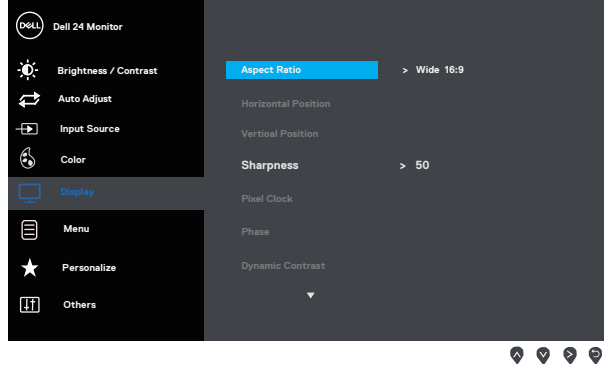 DELL Dell 24 Monitor
Brightness / Contrast
Auto Adjust
Input Source
Color
Display
Menu
Personalize
Others
Aspect Ratio > Wide 16:9
Horizontal Position
Vertioal Position
Sharpness > 50
Pixel Clock
Phase
Dynamic Contrast